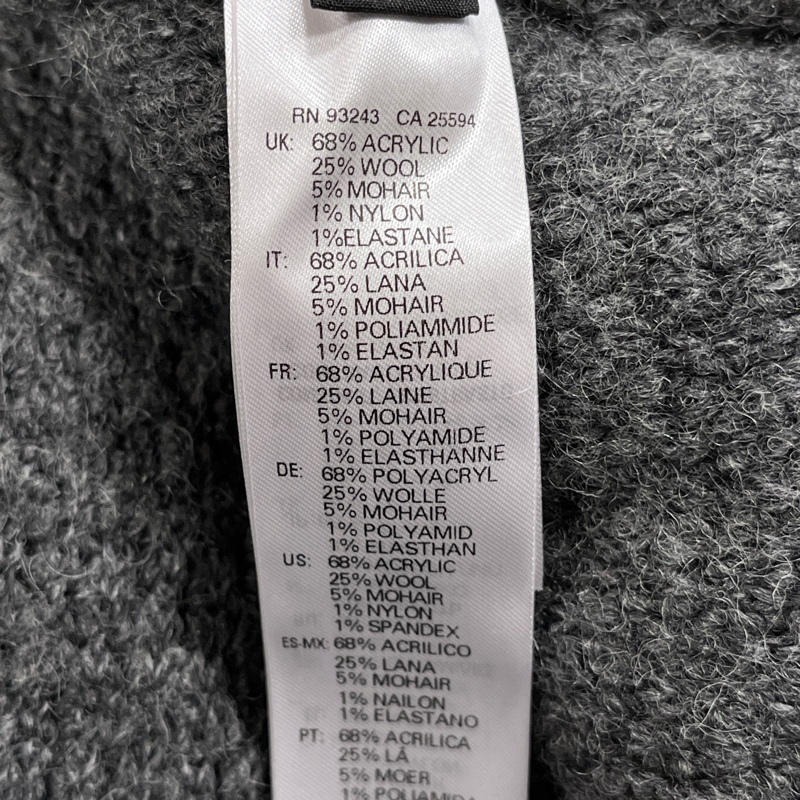 RN 93243 CA 25594
UK: 68% ACRYLIC
25% WOOL
5% MOHAIR
1% NYLON
1%ELASTANE
IT: 68% ACRILICA
25% LANA
5% MOHAIR
1% POLIAMMIDE
1% ELASTAN
FR: 68% ACRYLIQUE
25% LAINE
5% MOHAIR
1% POLYAMIDE
1% ELASTHANNE
DE: 68% POLYACRYL
25% WOLLE
5% MOHAIR
1% POLYAMID
1% ELASTHAN
US: 68% ACRYLIC
25% WOOL
5% MOHAIR
1% NYLON
1% SPANDEX
ES-MX: 68% ACRILICO
25% LANA
5% MOHAIR
1% NAILON
1% ELASTANO
PT: 68% ACRILICA
25% LÃ
5% MOER
1% POLIAMIDA